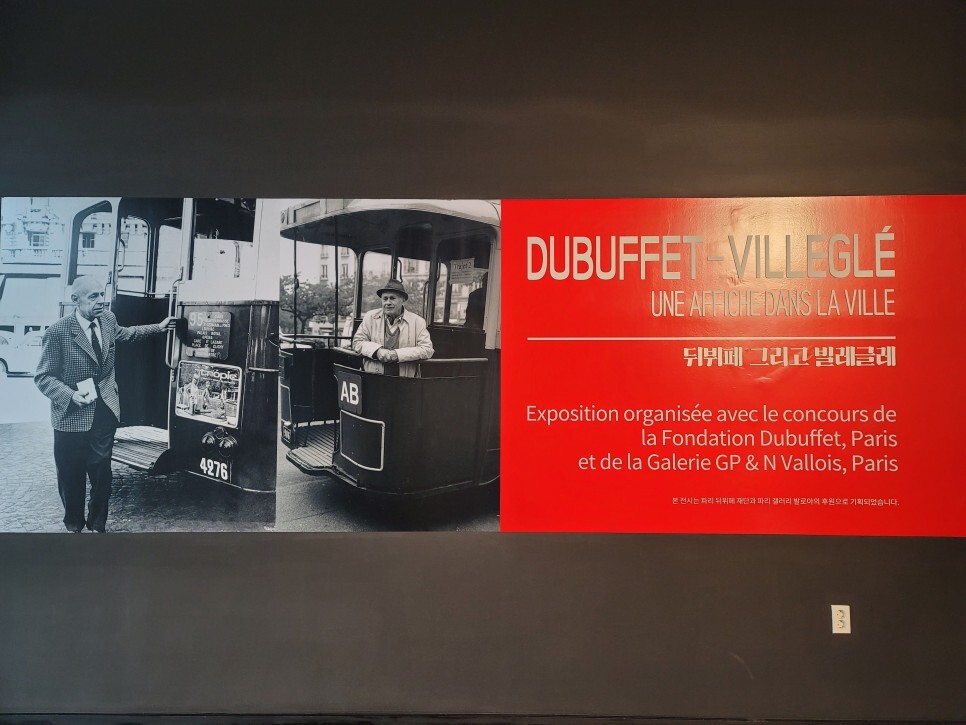 4276
AB
DUBUFFET-VILLEGLÉ
UNE AFFICHE DANS LA VILLE
뒤뷔페 그리고 빌레글레
Exposition organisée avec le concours de
la Fondation Dubuffet, Paris
et de la Galerie GP & N Vallois, Paris
본 전시는 파리 뒤뷔페 재단과 파리 갤러리 발로아의 후원으로 기획되었습니다.